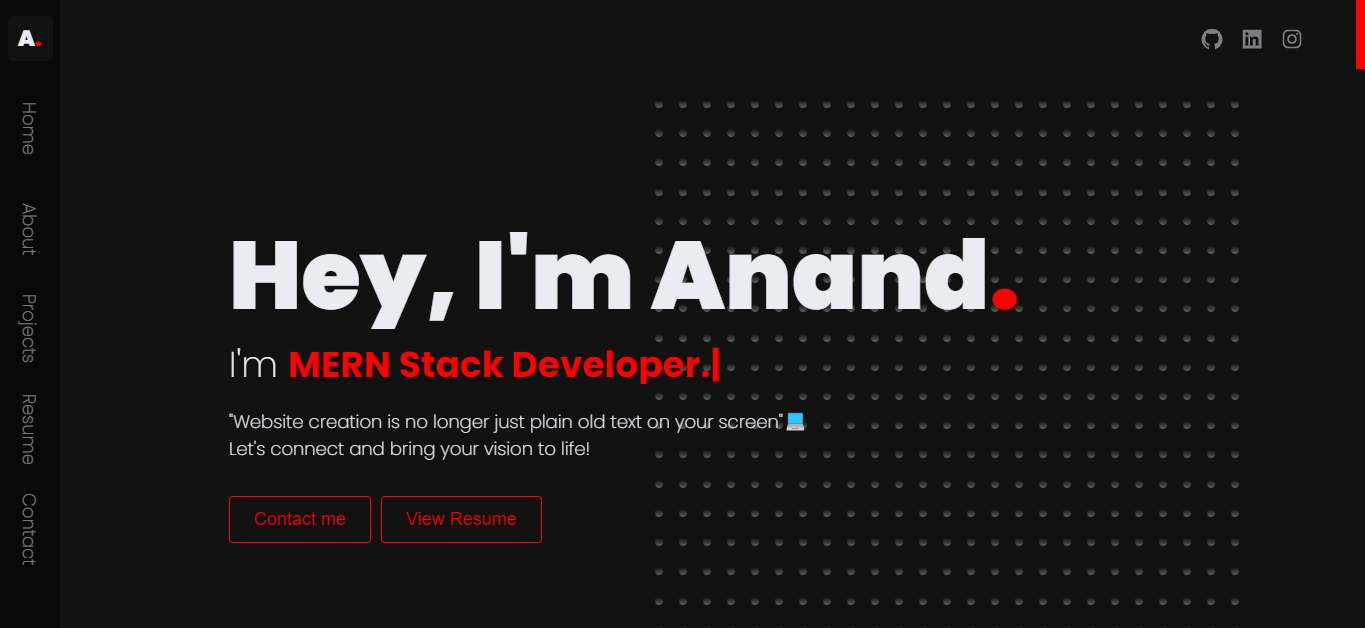 A.
Home
About
Projects
Resume
Contact
Hey, I'm Anand.
I'm MERN Stack Developer.|
"Website creation is no longer just plain old text on your screen" 💻
Let's connect and bring your vision to life!
Contact me
View Resume